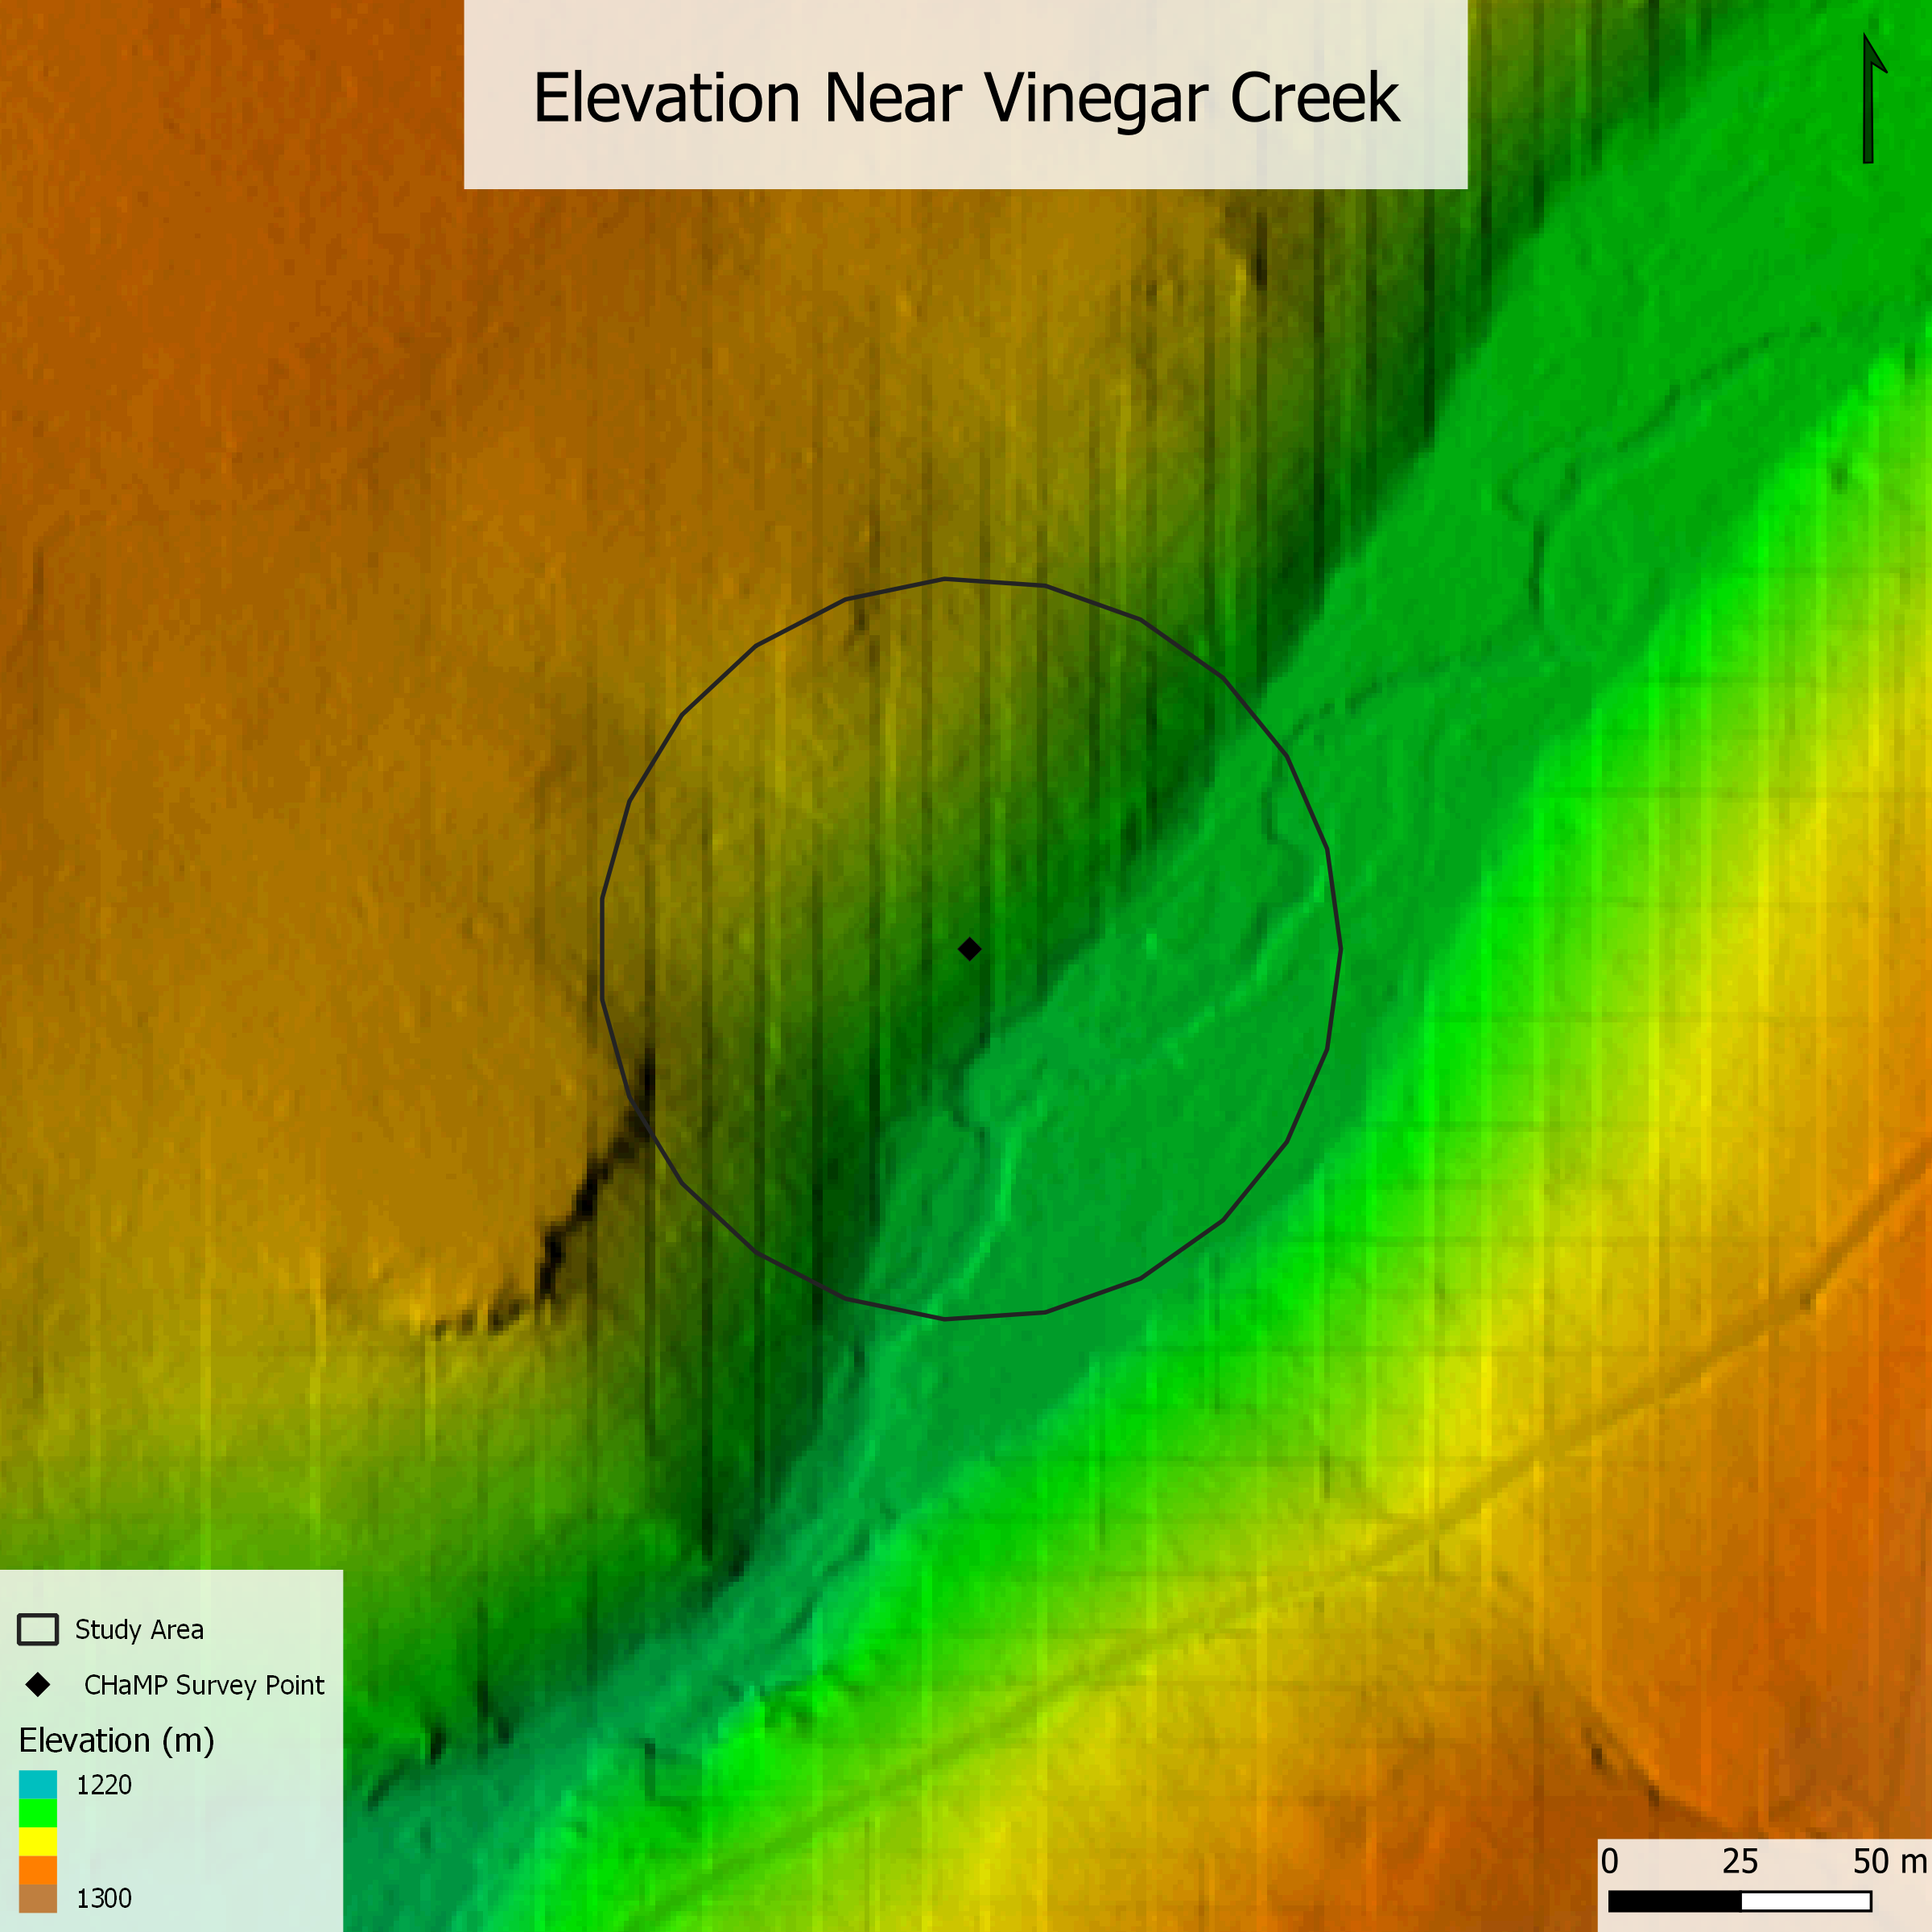 Elevation Near Vinegar Creek
Study Area
CHaMP Survey Point
Elevation (m)
1220
1300
0 25 50 m